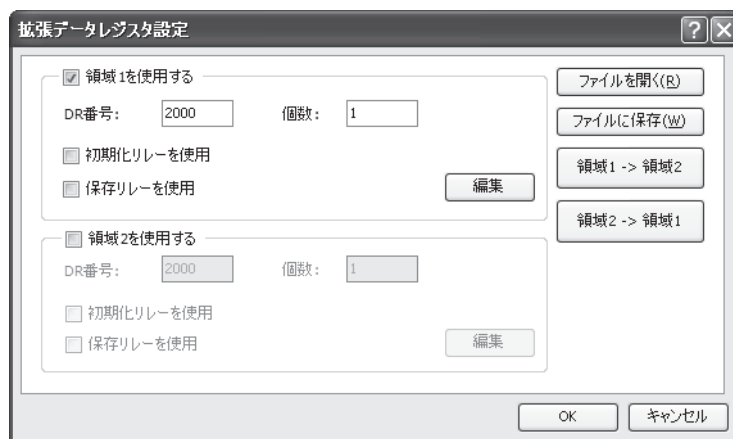 拡張データレジスタ設定
領域1を使用する
DR番号: 2000 個数: 1
初期化リレーを使用
保存リレーを使用
編集
領域2を使用する
DR番号: 2000 個数: 1
初期化リレーを使用
保存リレーを使用
編集
ファイルを開く(R)
ファイルに保存(W)
領域1 -> 領域2
領域2 -> 領域1
OK キャンセル